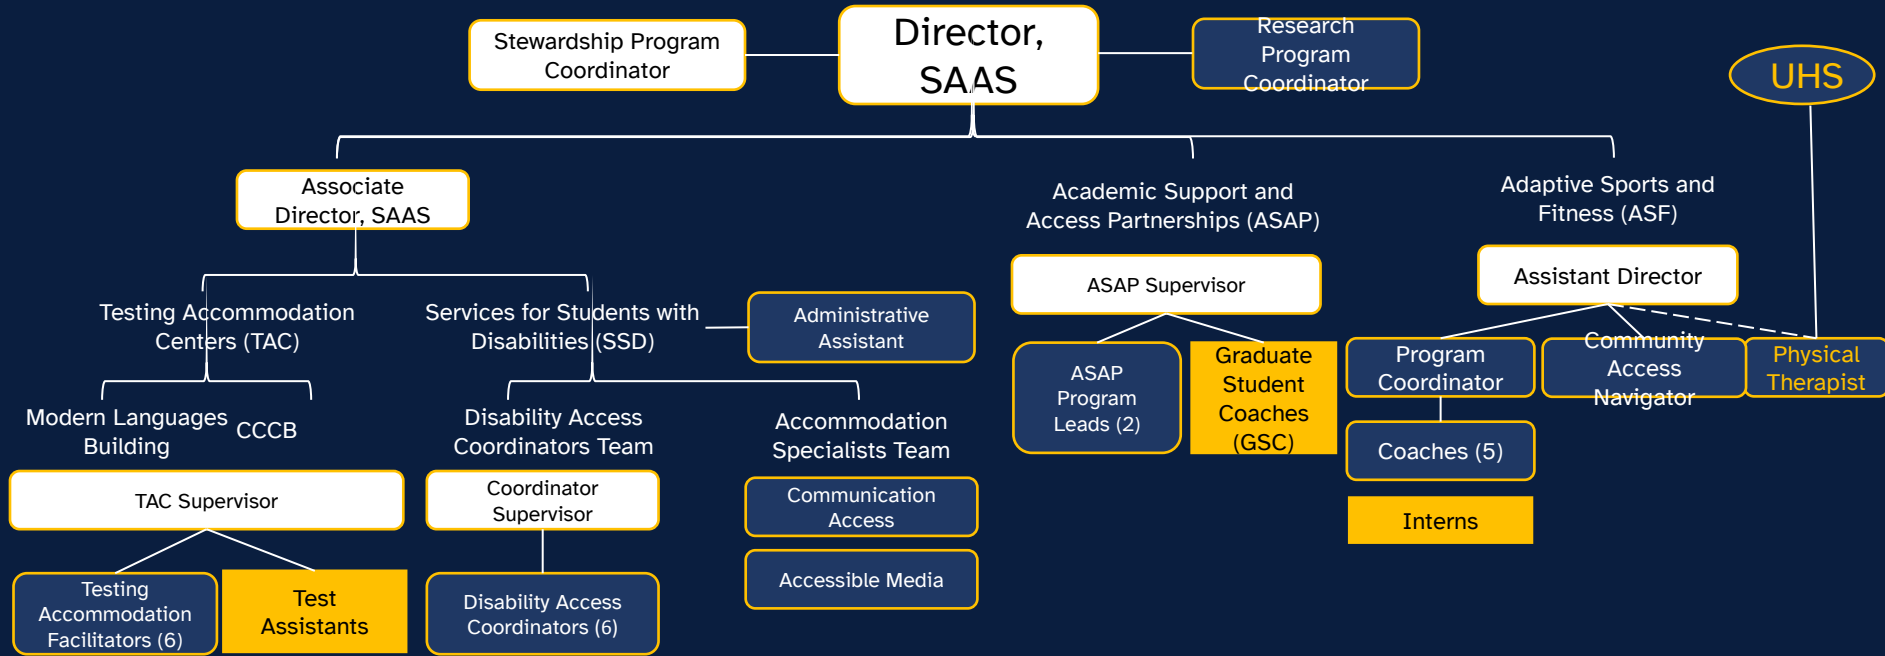 Stewardship Program
Coordinator
Director,
SAAS
Research
Program
Coordinator
UHS
Associate
Director, SAAS
Academic Support and
Access Partnerships (ASAP)
Adaptive Sports and
Fitness (ASF)
Testing Accommodation
Centers (TAC)
Services for Students with
Disabilities (SSD)
Administrative
Assistant
ASAP Supervisor
Assistant Director
ASAP
Program
Leads (2)
Graduate
Student
Coaches
(GSC)
Program
Coordinator
Community
Access
Navigator
Physical
Therapist
Modern Languages
Building
CCCB
Disability Access
Coordinators Team
Accommodation
Specialists Team
Coaches (5)
TAC Supervisor
Coordinator
Supervisor
Communication
Access
Interns
Testing
Accommodation
Facilitators (6)
Test
Assistants
Disability Access
Coordinators (6)
Accessible Media